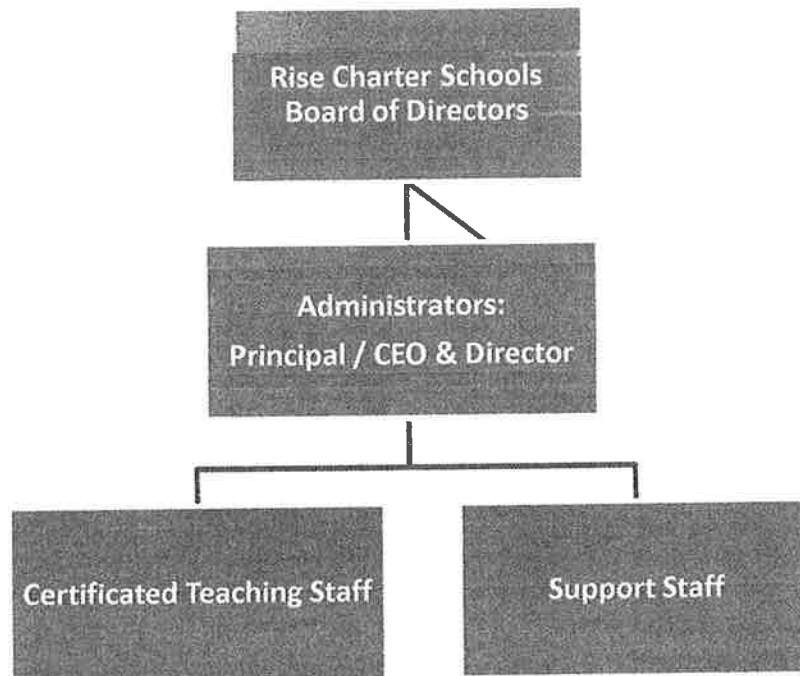 Rise Charter Schools
Board of Directors
Administrators:
Principal / CEO & Director
Certificated Teaching Staff
Support Staff